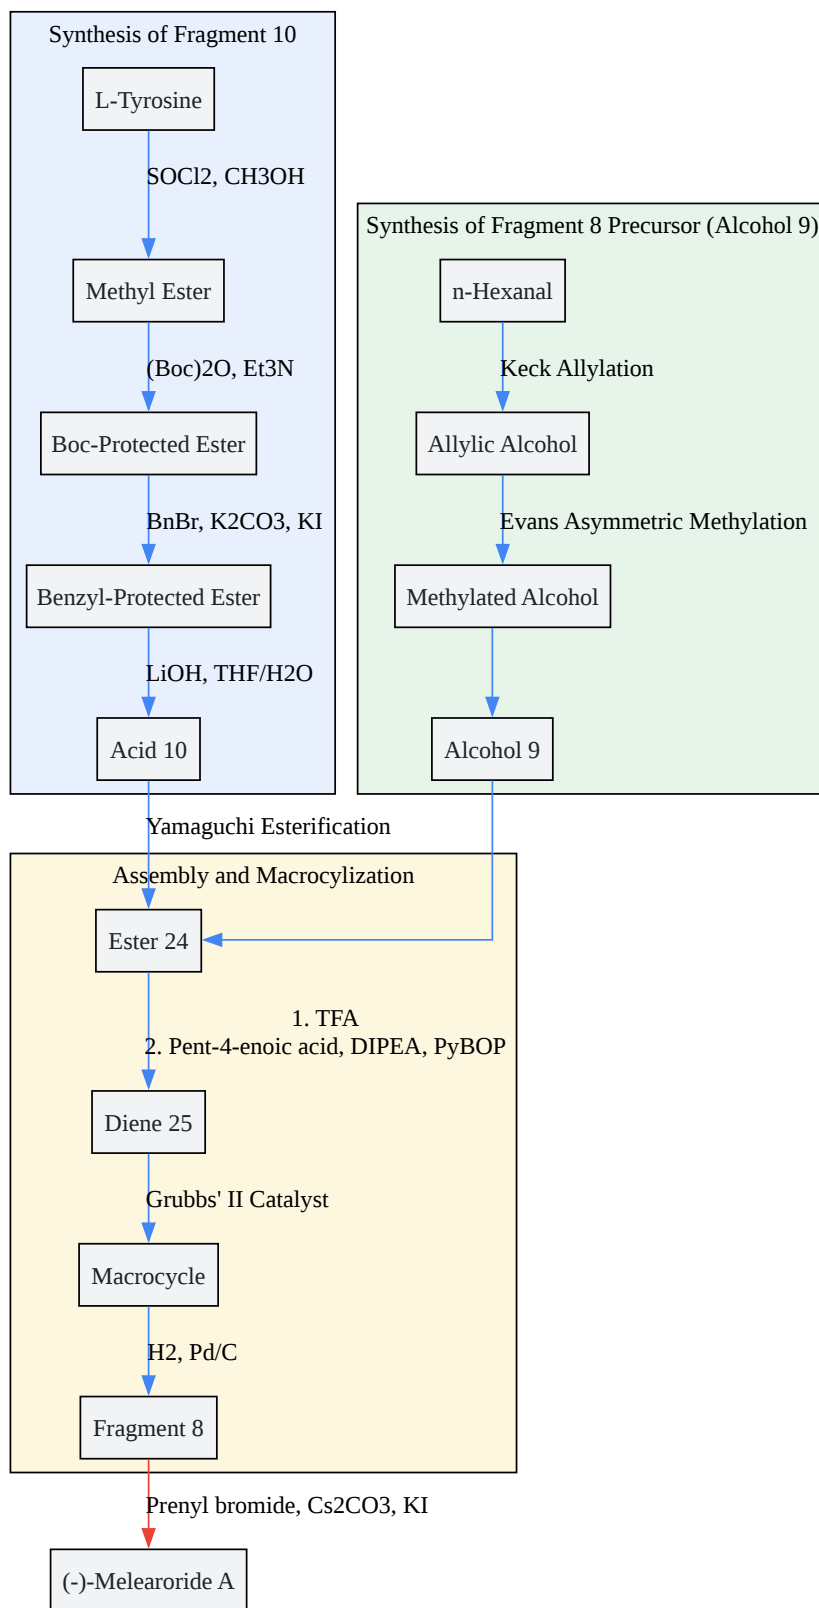 Synthesis of Fragment 10
L-Tyrosine
SOCl2, CH3OH
Methyl Ester
(Boc)2O, Et3N
Boc-Protected Ester
BnBr, K2CO3, KI
Benzyl-Protected Ester
LiOH, THF/H2O
Acid 10
Synthesis of Fragment 8 Precursor (Alcohol 9)
n-Hexanal
Keck Allylation
Allylic Alcohol
Evans Asymmetric Methylation
Methylated Alcohol
Alcohol 9
Yamaguchi Esterification
Assembly and Macrocylization
Ester 24
1. TFA
2. Pent-4-enoic acid, DIPEA, PyBOP
Diene 25
Grubbs' II Catalyst
Macrocycle
H2, Pd/C
Fragment 8
Prenyl bromide, Cs2CO3, KI
(-)-Melearoride A